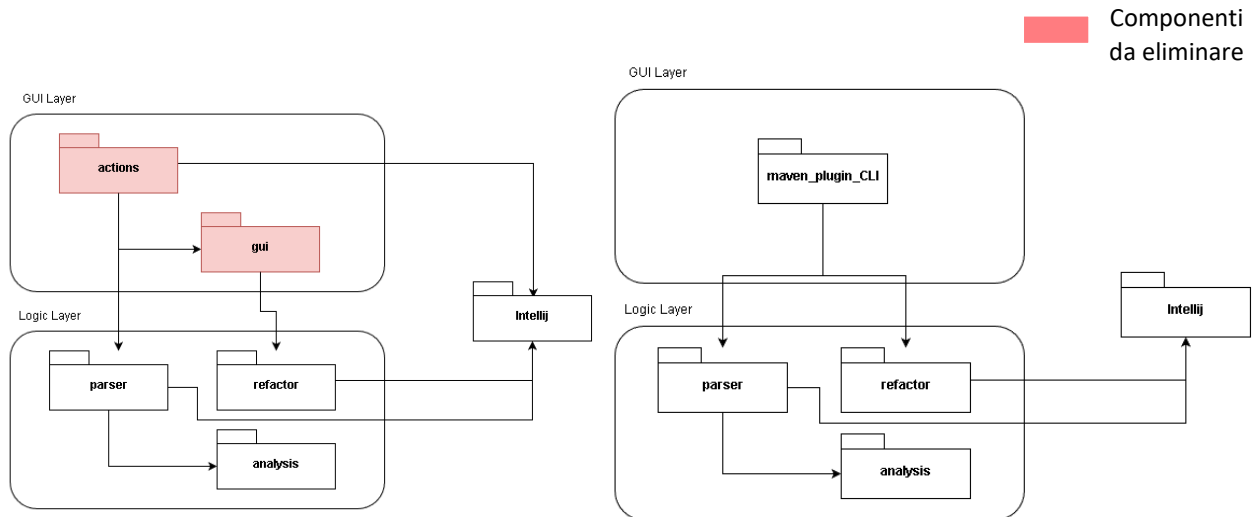 Componenti
da eliminare
GUI Layer
actions
gui
Intellij
Logic Layer
parser
refactor
analysis
GUI Layer
maven_plugin_CLI
Intellij
Logic Layer
parser
refactor
analysis